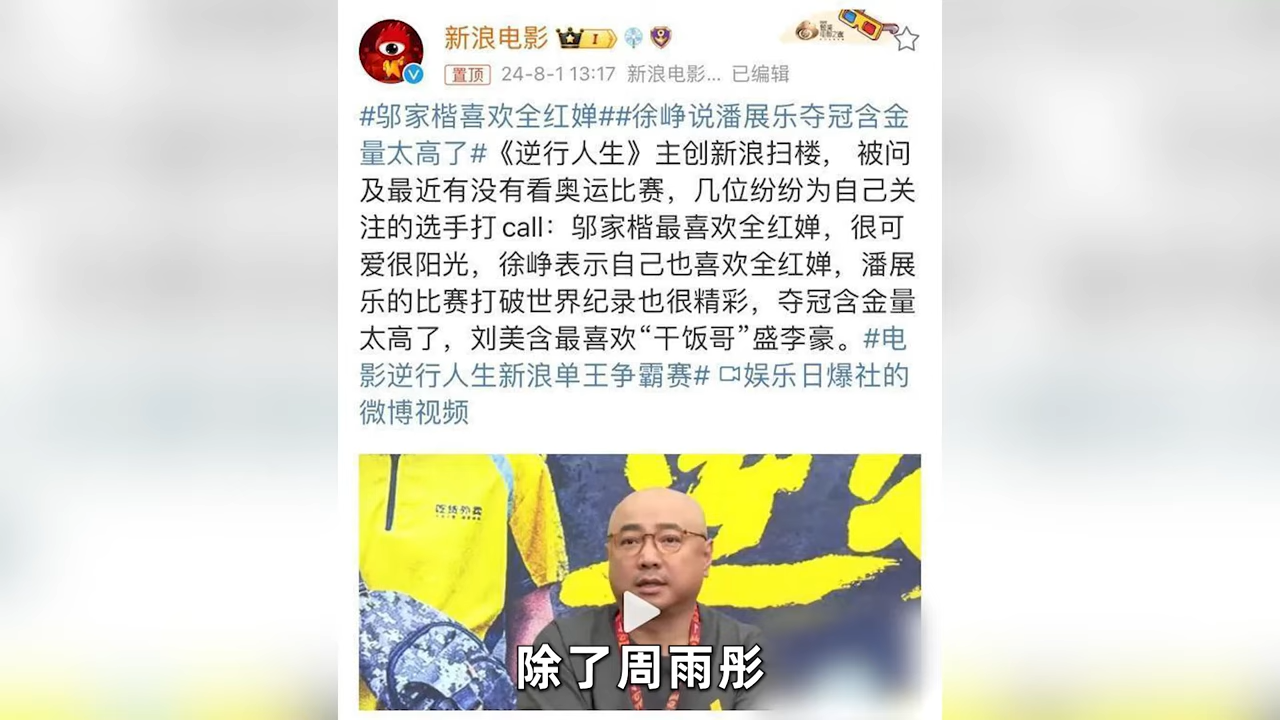 新浪电影
I
置顶 24-8-1 13:17 新浪电影... 已编辑
#邬家楷喜欢全红婵##徐峥说潘展乐夺冠含金
量太高了#《逆行人生》主创新浪扫楼， 被问
及最近有没有看奥运比赛，几位纷纷为自己关
注的选手打 call：邬家楷最喜欢全红婵，很可
爱很阳光，徐峥表示自己也喜欢全红婵，潘展
乐的比赛打破世界纪录也很精彩，夺冠含金量
太高了，刘美含最喜欢“干饭哥”盛李豪。#电
影逆行人生新浪单王争霸赛# 娱乐日爆社的
微博视频
除了周雨彤